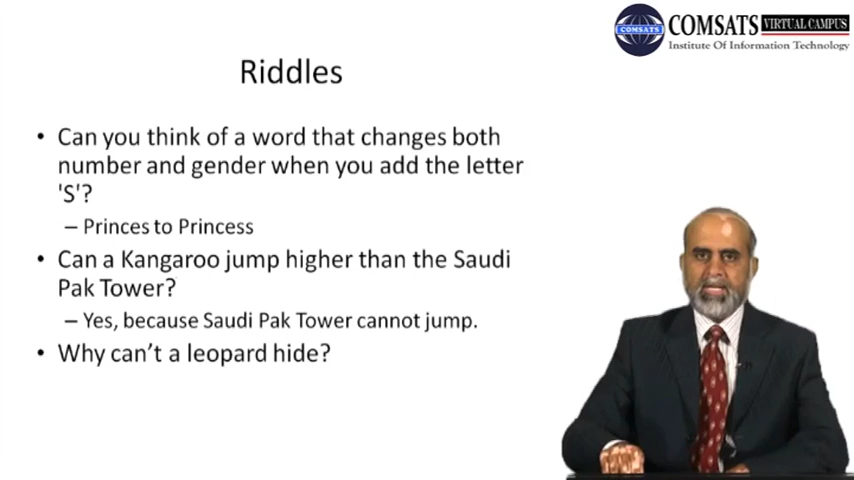 COMSATS VIRTUAL CAMPUS
COMSATS Institute Of Information Technology
Riddles
• Can you think of a word that changes both
number and gender when you add the letter
'S'?
– Princes to Princess
• Can a Kangaroo jump higher than the Saudi
Pak Tower?
– Yes, because Saudi Pak Tower cannot jump.
• Why can’t a leopard hide?